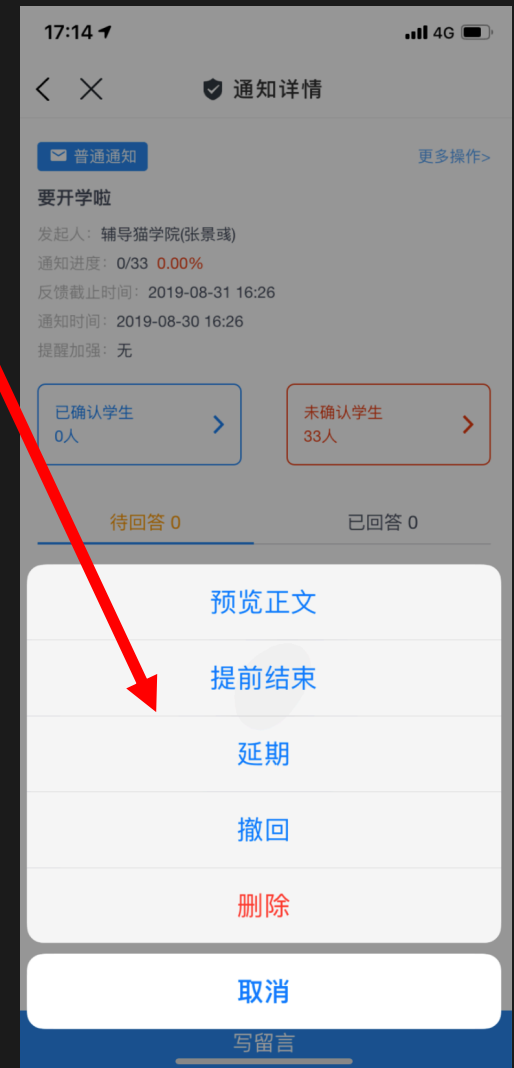 17:14 4G
通知详情
普通通知 更多操作>
要开学啦
发起人：辅导猫学院(张景彧)
通知进度：0/33 0.00%
反馈截止时间：2019-08-31 16:26
通知时间：2019-08-30 16:26
提醒加强：无
已确认学生
0人
未确认学生
33人
待回答 0 已回答 0
预览正文
提前结束
延期
撤回
删除
取消
写留言